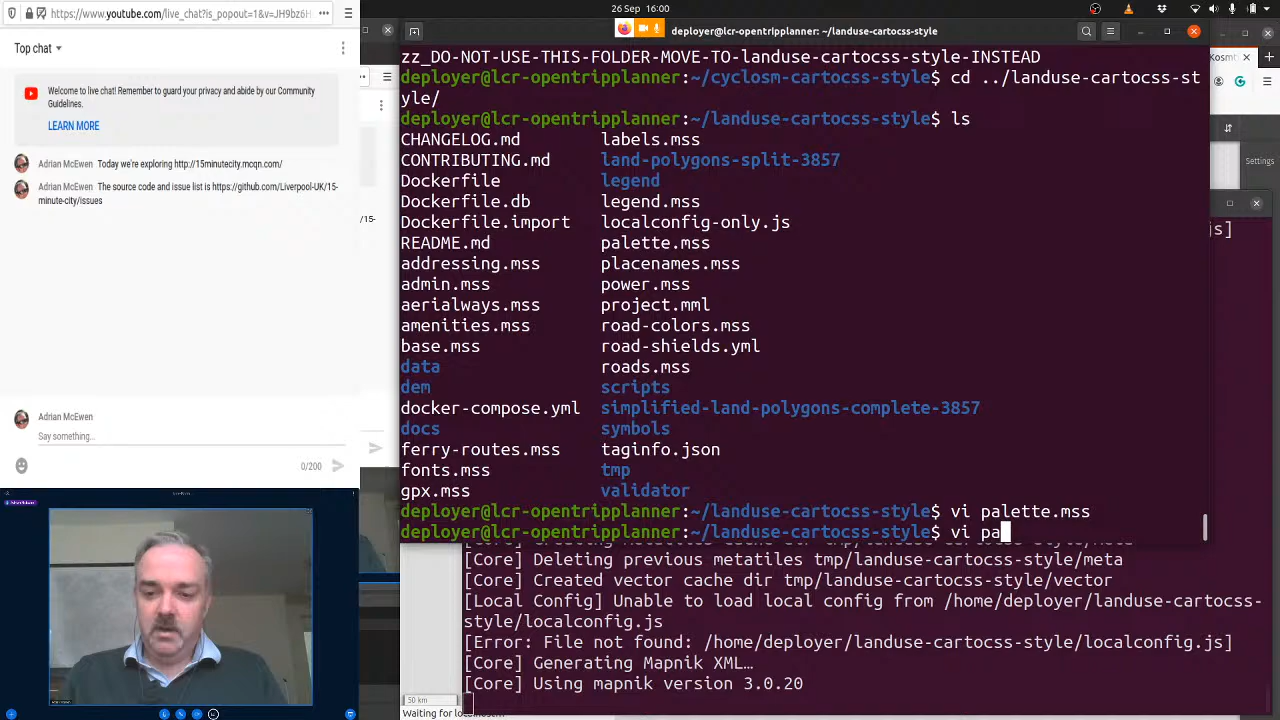 26 Sep 16:00
https://www.youtube.com/live_chat?is_popout=1&v=JH9bz6H
Top chat
Welcome to live chat! Remember to guard your privacy and abide by our Community
Guidelines.
LEARN MORE
Adrian McEwen Today we're exploring http://15minutecity.mcqn.com/
Adrian McEwen The source code and issue list is https://github.com/Liverpool-UK/15-
minute-city/issues
Adrian McEwen
Say something...
0/200
deployer@lcr-opentripplanner: ~/landuse-cartocss-style
zz_DO-NOT-USE-THIS-FOLDER-MOVE-TO-landuse-cartocss-style-INSTEAD
deployer@lcr-opentripplanner:~/cyclosm-cartocss-style$ cd ../landuse-cartocss-st
yle/
deployer@lcr-opentripplanner:~/landuse-cartocss-style$ ls
CHANGELOG.md labels.mss
CONTRIBUTING.md land-polygons-split-3857
Dockerfile legend
Dockerfile.db legend.mss
Dockerfile.import localconfig-only.js
README.md palette.mss
addressing.mss placenames.mss
admin.mss power.mss
aerialways.mss project.mml
amenities.mss road-colors.mss
base.mss road-shields.yml
data roads.mss
dem scripts
docker-compose.yml simplified-land-polygons-complete-3857
docs symbols
ferry-routes.mss taginfo.json
fonts.mss tmp
gpx.mss validator
deployer@lcr-opentripplanner:~/landuse-cartocss-style$ vi palette.mss
deployer@lcr-opentripplanner:~/landuse-cartocss-style$ vi pa
[Core] Deleting previous metatiles tmp/landuse-cartocss-style/meta
[Core] Created vector cache dir tmp/landuse-cartocss-style/vector
[Local Config] Unable to load local config from /home/deployer/landuse-cartocss-
style/localconfig.js
[Error: File not found: /home/deployer/landuse-cartocss-style/localconfig.js]
[Core] Generating Mapnik XML…
[Core] Using mapnik version 3.0.20
50 km
Kosmt
Settings
js]